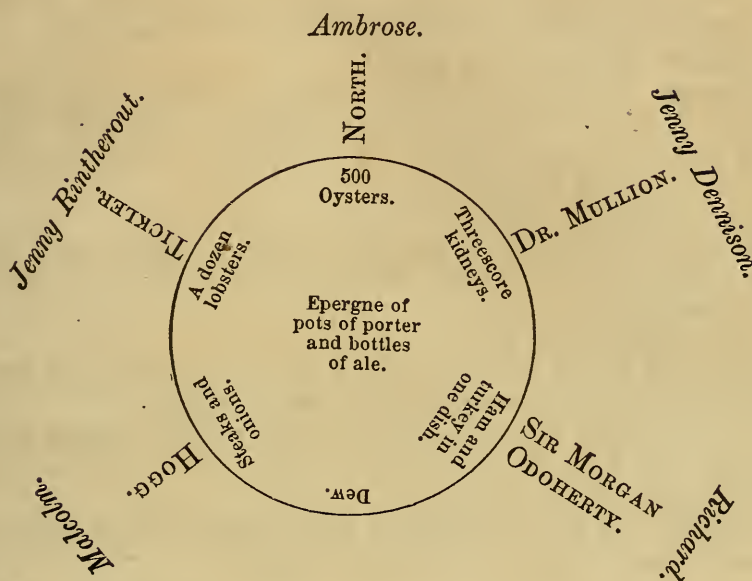 Ambrose.
NORTH.
500
Oysters.
Jenny Dennison.
DR. MULLION.
Threescore
kidneys.
Richard.
SIR MORGAN
ODOHERTY.
Ham and
turkey in
one dish.
Dew.
Malcolm.
HOGG.
Steaks and
onions.
Jenny Rintherout.
TICKLER.
A dozen
lobsters.
Epergne of
pots of porter
and bottles
of ale.